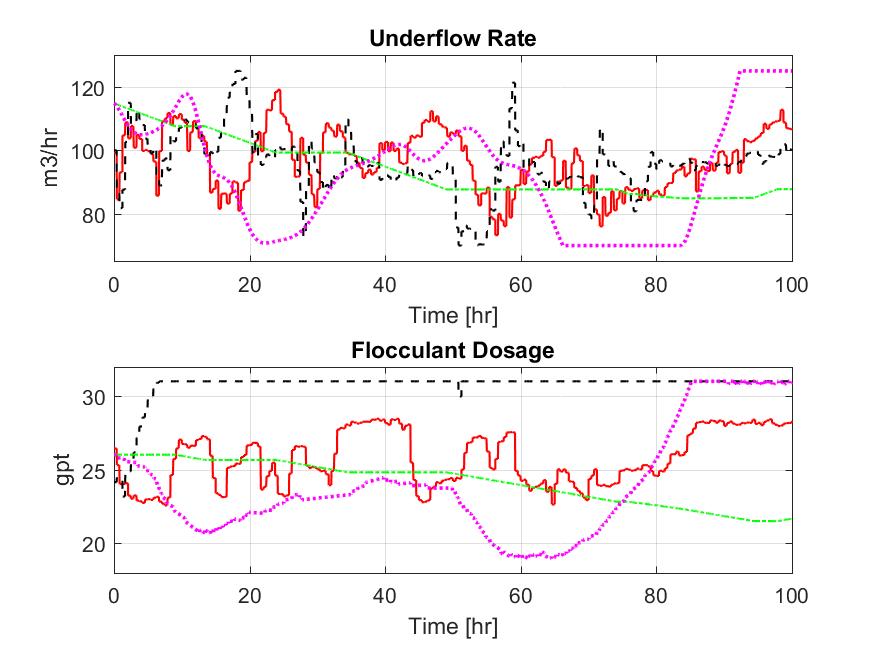 Underflow Rate
120
100
80
m3/hr
0 20 40 60 80 100
Time [hr]
Flocculant Dosage
30
25
20
gpt
0 20 40 60 80 100
Time [hr]